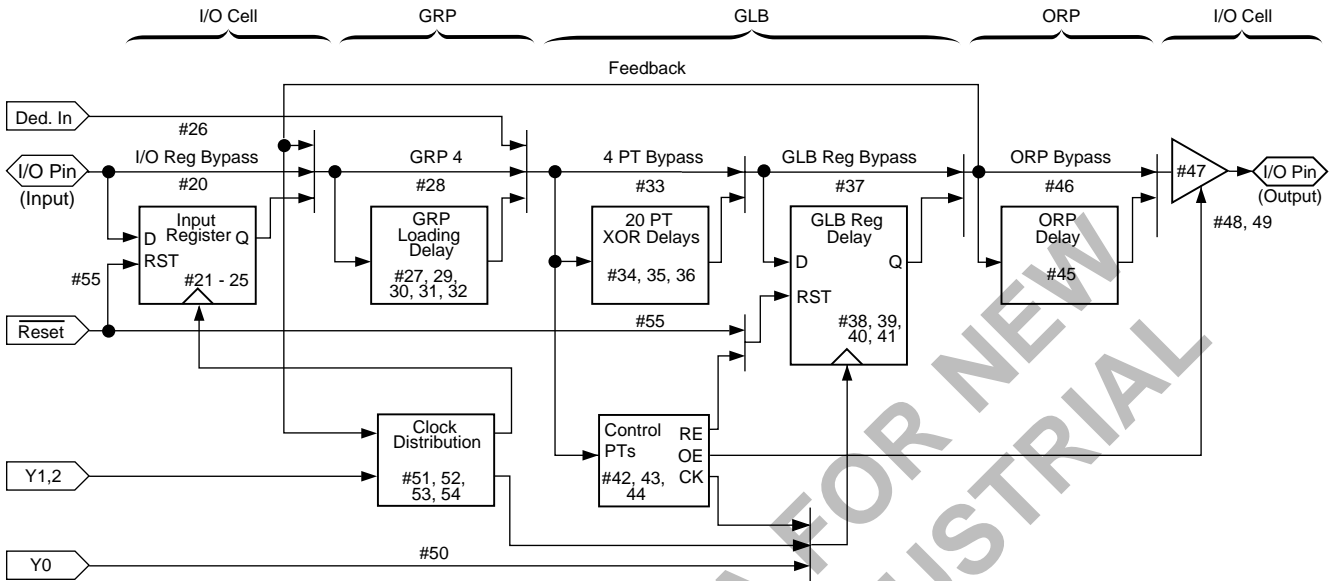 I/O Cell GRP GLB ORP I/O Cell
Feedback
Ded. In
#26
I/O Reg Bypass GRP 4 4 PT Bypass GLB Reg Bypass ORP Bypass
I/O Pin
(Input)
#20 #28 #33 #37 #46
#47
I/O Pin
(Output)
#48, 49
Input
Register
D Q
RST
#21 - 25
#55
GRP
Loading
Delay
#27, 29,
30, 31, 32
20 PT
XOR Delays
#34, 35, 36
GLB Reg
Delay
D Q
RST
#38, 39,
40, 41
ORP
Delay
#45
Reset
#55
Clock
Distribution
#51, 52,
53, 54
Control
PTs
RE
OE
CK
#42, 43,
44
Y1,2
Y0
#50
FOR NEW